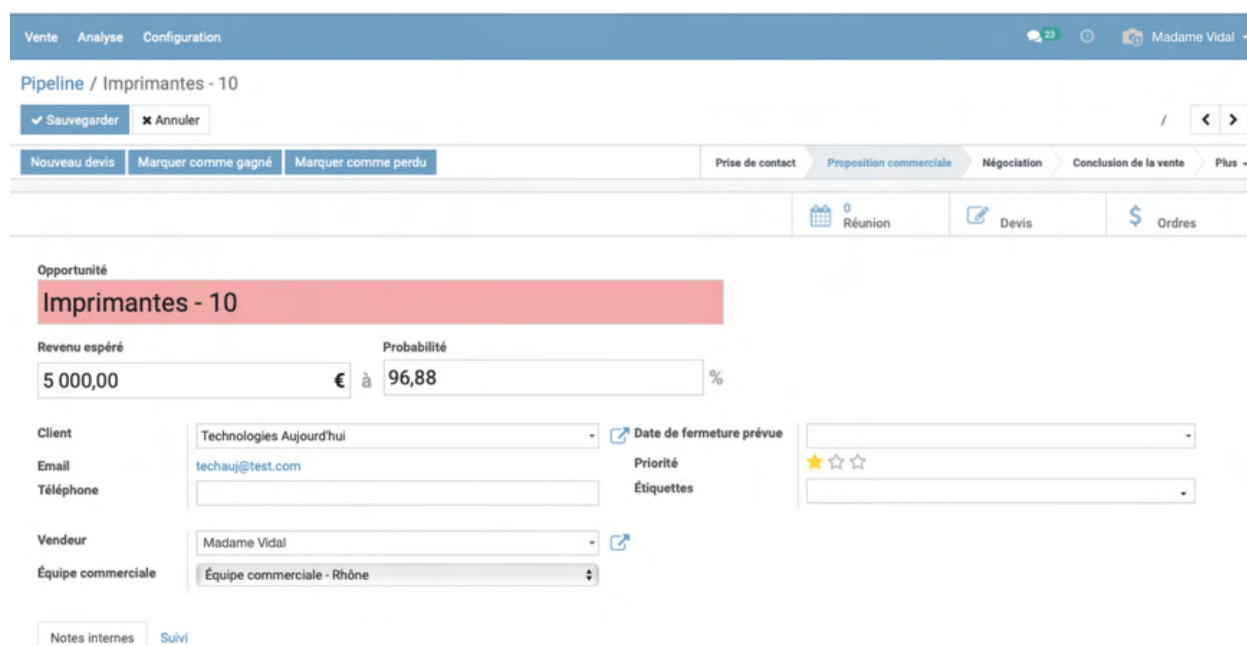 Vente Analyse Configuration 23 Madame Vidal
Pipeline / Imprimantes - 10
Sauvegarder Annuler /
Nouveau devis Marquer comme gagné Marquer comme perdu Prise de contact Proposition commerciale Négociation Conclusion de la vente Plus
0
Réunion Devis $ Ordres
Opportunité
Imprimantes - 10
Revenu espéré Probabilité
5 000,00 € à 96,88 %
Client Technologies Aujourd'hui Date de fermeture prévue
Email techauj@test.com Priorité
Téléphone Étiquettes
Vendeur Madame Vidal
Équipe commerciale Équipe commerciale - Rhône
Notes internes Suivi